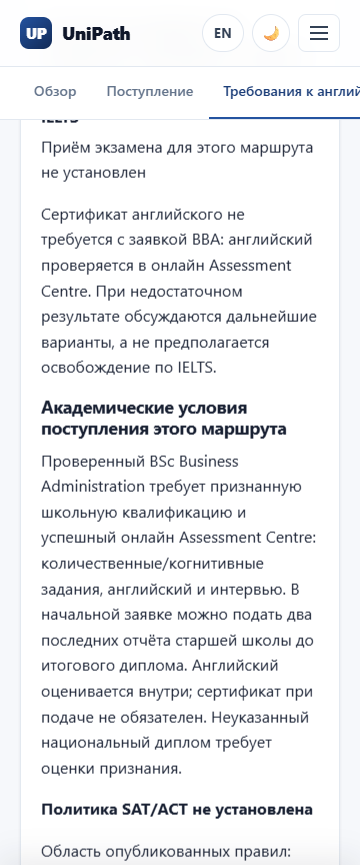 UP UniPath EN
Обзор Поступление Требования к англий
IELTS
Приём экзамена для этого маршрута
не установлен
Сертификат английского не
требуется с заявкой BBA: английский
проверяется в онлайн Assessment
Centre. При недостаточном
результате обсуждаются дальнейшие
варианты, а не предполагается
освобождение по IELTS.
Академические условия
поступления этого маршрута
Проверенный BSc Business
Administration требует признанную
школьную квалификацию и
успешный онлайн Assessment Centre:
количественные/когнитивные
задания, английский и интервью. В
начальной заявке можно подать два
последних отчёта старшей школы до
итогового диплома. Английский
оценивается внутри; сертификат при
подаче не обязателен. Неуказанный
национальный диплом требует
оценки признания.
Политика SAT/ACT не установлена
Область опубликованных правил: